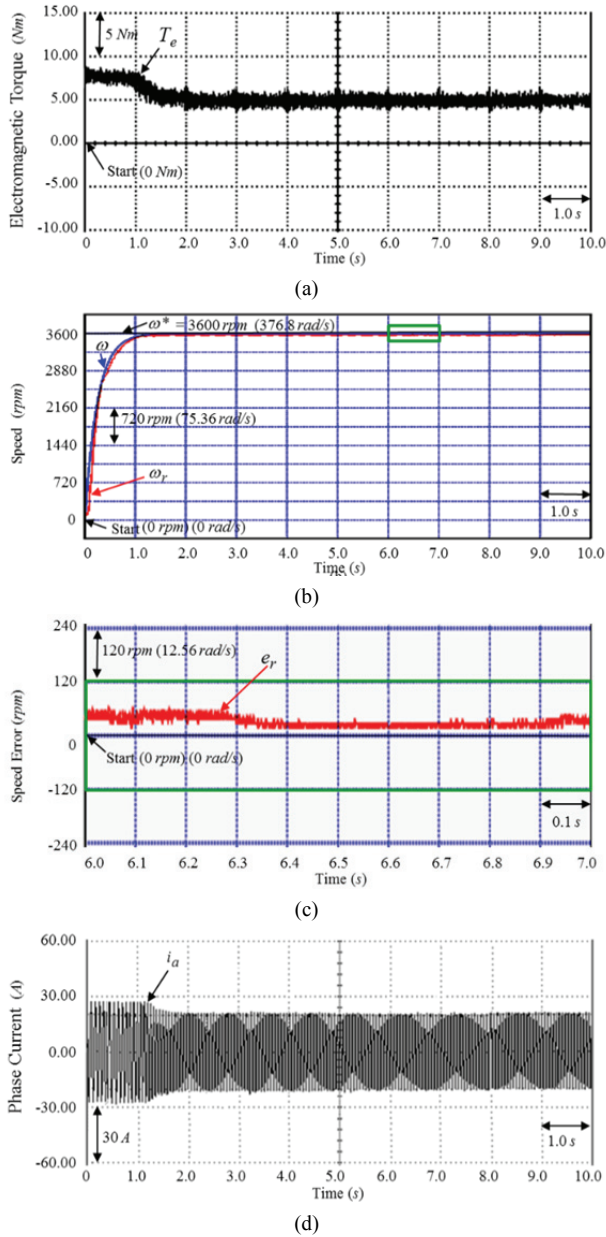 15.00
5 Nm
T_e
10.00
5.00
0.00
Start (0 Nm)
-5.00
-10.00
1.0 s
Electromagnetic Torque (Nm)
0 1.0 2.0 3.0 4.0 5.0 6.0 7.0 8.0 9.0 10.0
Time (s)
(a)
ω* = 3600 rpm (376.8 rad/s)
3600
ω
2880
2160
720 rpm (75.36 rad/s)
1440
720
ω_r
0
Start (0 rpm) (0 rad/s)
1.0 s
Speed (rpm)
0 1.0 2.0 3.0 4.0 5.0 6.0 7.0 8.0 9.0 10.0
Time (s)
(b)
240
120 rpm (12.56 rad/s)
e_r
120
0
Start (0 rpm) (0 rad/s)
-120
0.1 s
-240
Speed Error (rpm)
6.0 6.1 6.2 6.3 6.4 6.5 6.6 6.7 6.8 6.9 7.0
Time (s)
(c)
60.00
i_a
30.00
0.00
-30.00
30 A
1.0 s
-60.00
Phase Current (A)
0 1.0 2.0 3.0 4.0 5.0 6.0 7.0 8.0 9.0 10.0
Time (s)
(d)